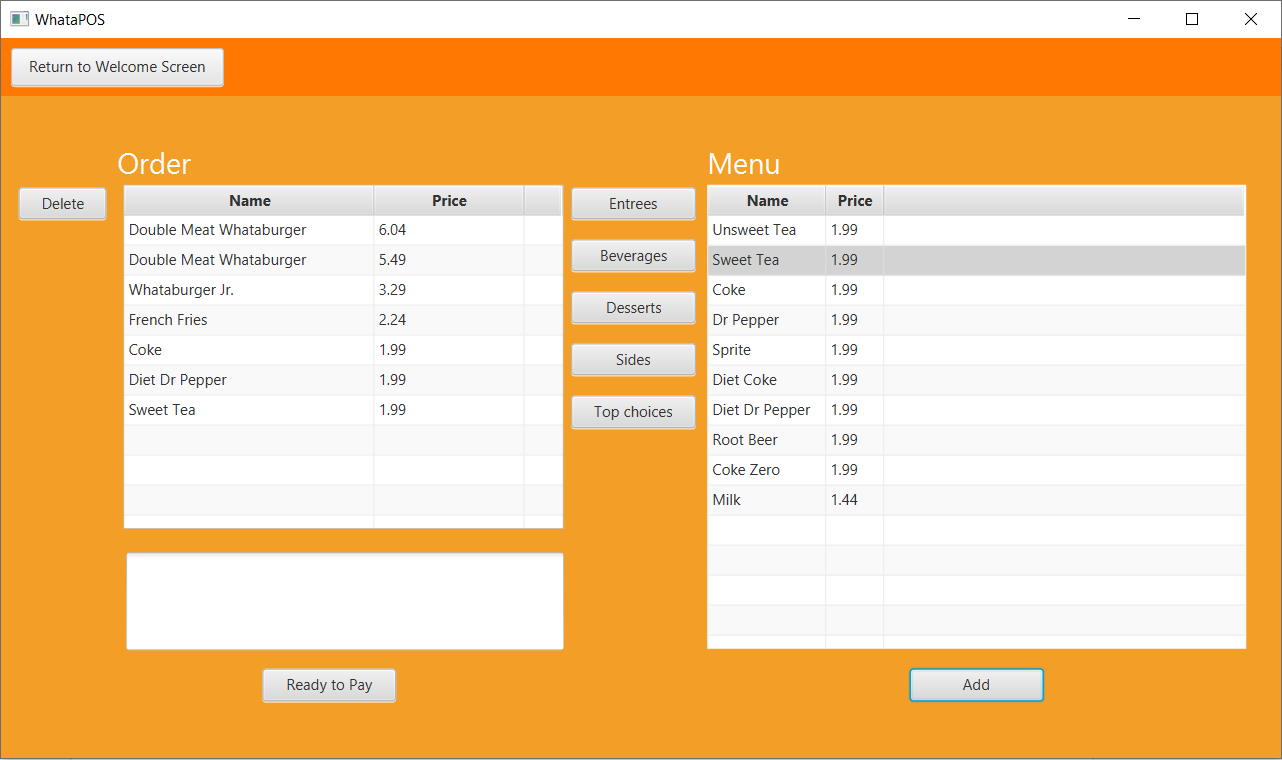 WhataPOS
Return to Welcome Screen
Order
Delete
Name Price
Double Meat Whataburger 6.04
Double Meat Whataburger 5.49
Whataburger Jr. 3.29
French Fries 2.24
Coke 1.99
Diet Dr Pepper 1.99
Sweet Tea 1.99
Ready to Pay
Entrees
Beverages
Desserts
Sides
Top choices
Menu
Name Price
Unsweet Tea 1.99
Sweet Tea 1.99
Coke 1.99
Dr Pepper 1.99
Sprite 1.99
Diet Coke 1.99
Diet Dr Pepper 1.99
Root Beer 1.99
Coke Zero 1.99
Milk 1.44
Add